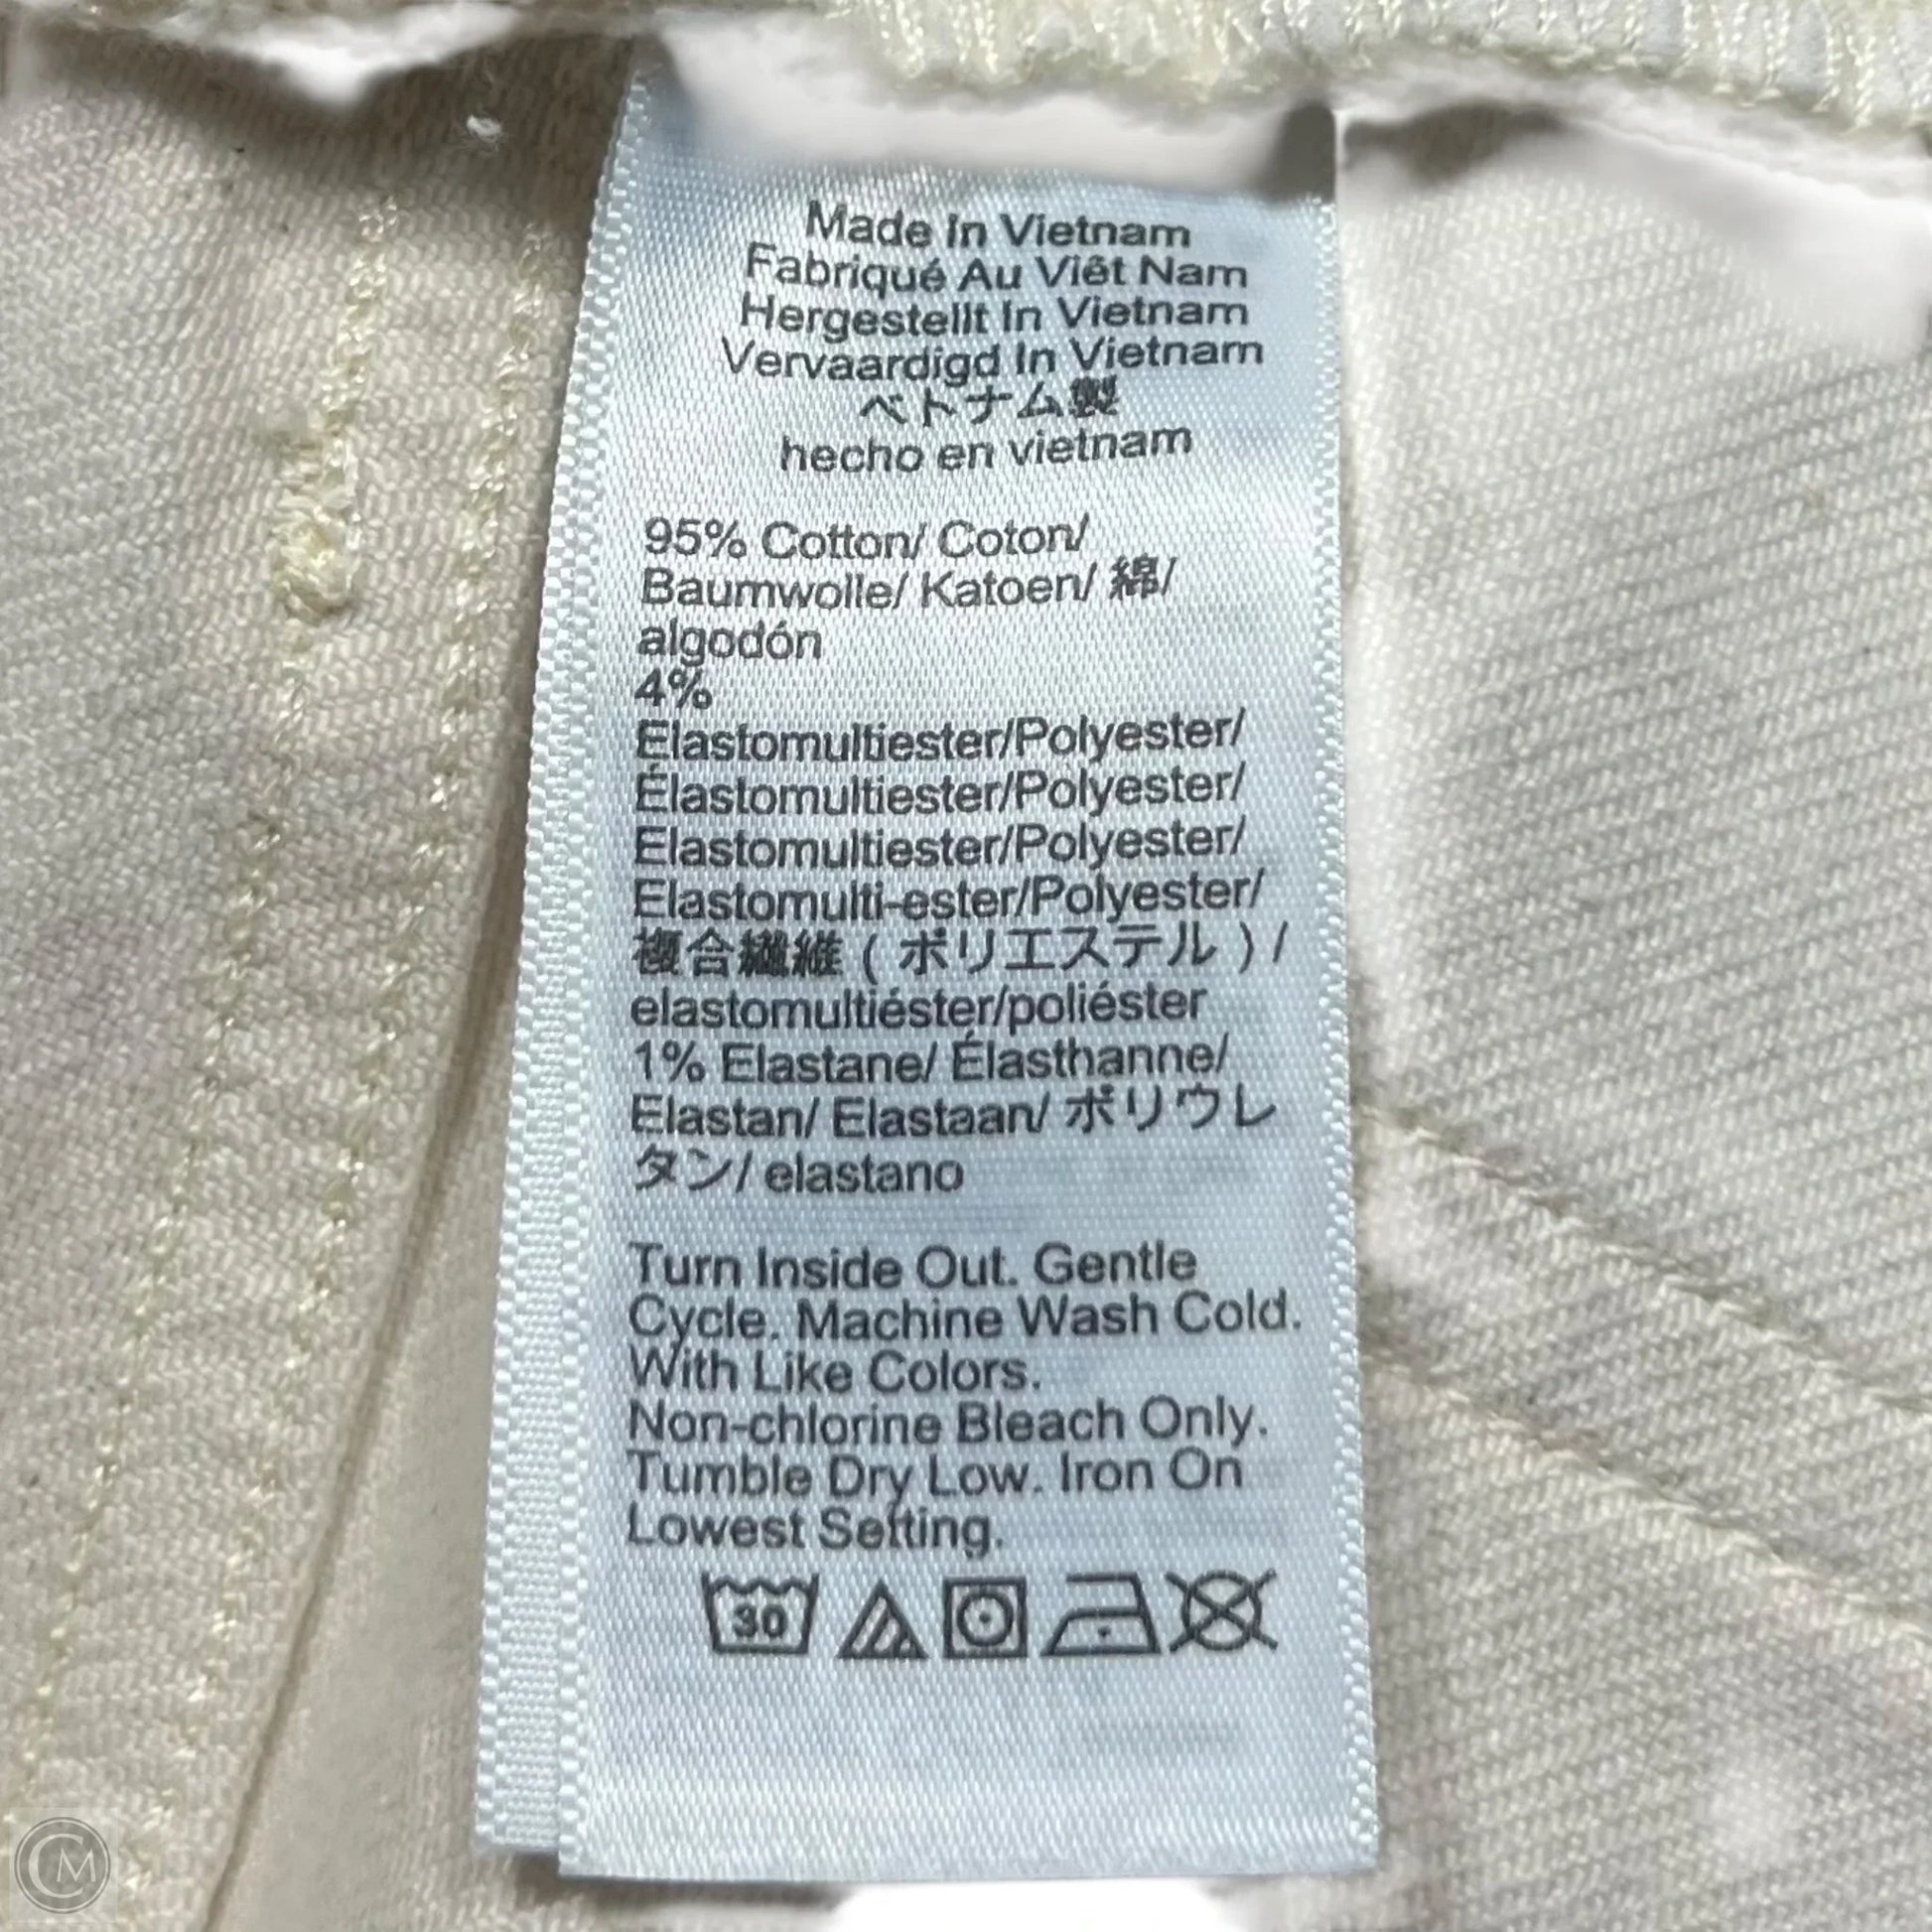 Made In Vietnam
Fabriqué Au Viêt Nam
Hergestellt In Vietnam
Vervaardigd In Vietnam
ベトナム製
hecho en vietnam
95% Cotton/ Coton/
Baumwolle/ Katoen/ 綿/
algodón
4%
Elastomultiester/Polyester/
Élastomultiester/Polyester/
Elastomultiester/Polyester/
Elastomulti-ester/Polyester/
複合繊維 ( ポリエステル ) /
elastomultiéster/poliéster
1% Elastane/ Élasthanne/
Elastan/ Elastaan/ ポリウレ
タン/ elastano
Turn Inside Out. Gentle
Cycle. Machine Wash Cold.
With Like Colors.
Non-chlorine Bleach Only.
Tumble Dry Low. Iron On
Lowest Setting.
30
CM